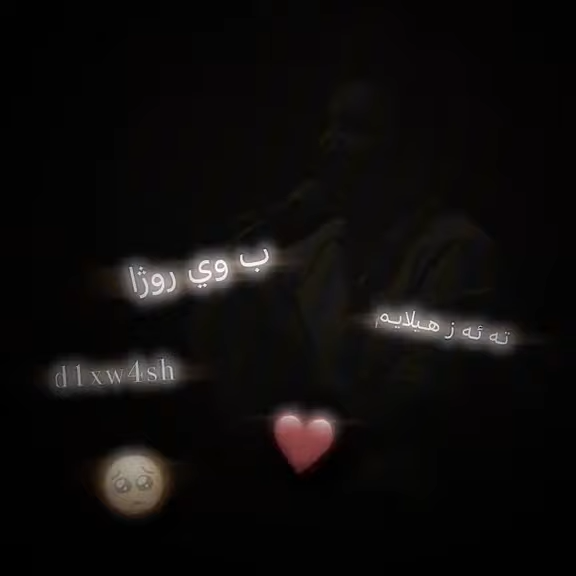 ب وي روژا
ته ئه ز هيلايم
d1xw4sh